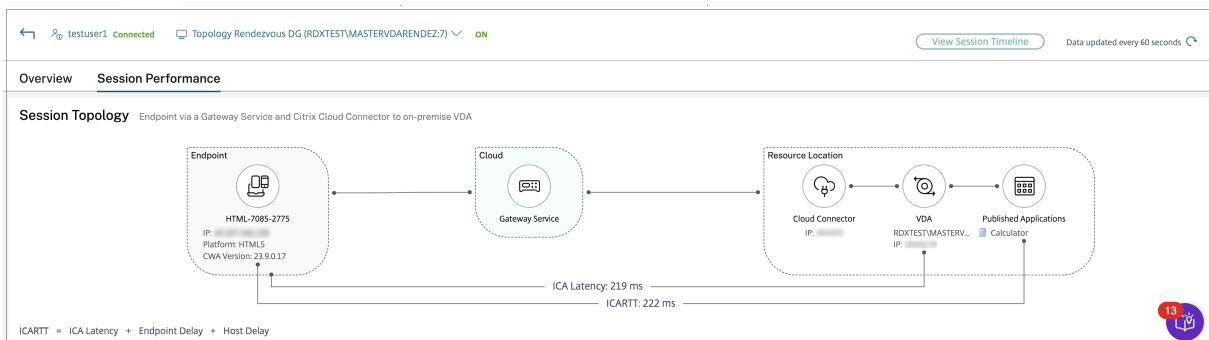 testuser1 Connected Topology Rendezvous DG (RDXTEST\MASTERVDARENDEZ:7) ON
View Session Timeline Data updated every 60 seconds
Overview Session Performance
Session Topology Endpoint via a Gateway Service and Citrix Cloud Connector to on-premise VDA
Endpoint
HTML-7085-2775
IP:
Platform: HTML5
CWA Version: 23.9.0.17
Cloud
Gateway Service
Resource Location
Cloud Connector
IP:
VDA
RDXTEST\MASTERV...
IP:
Published Applications
Calculator
ICA Latency: 219 ms
ICARTT: 222 ms
ICARTT = ICA Latency + Endpoint Delay + Host Delay
13